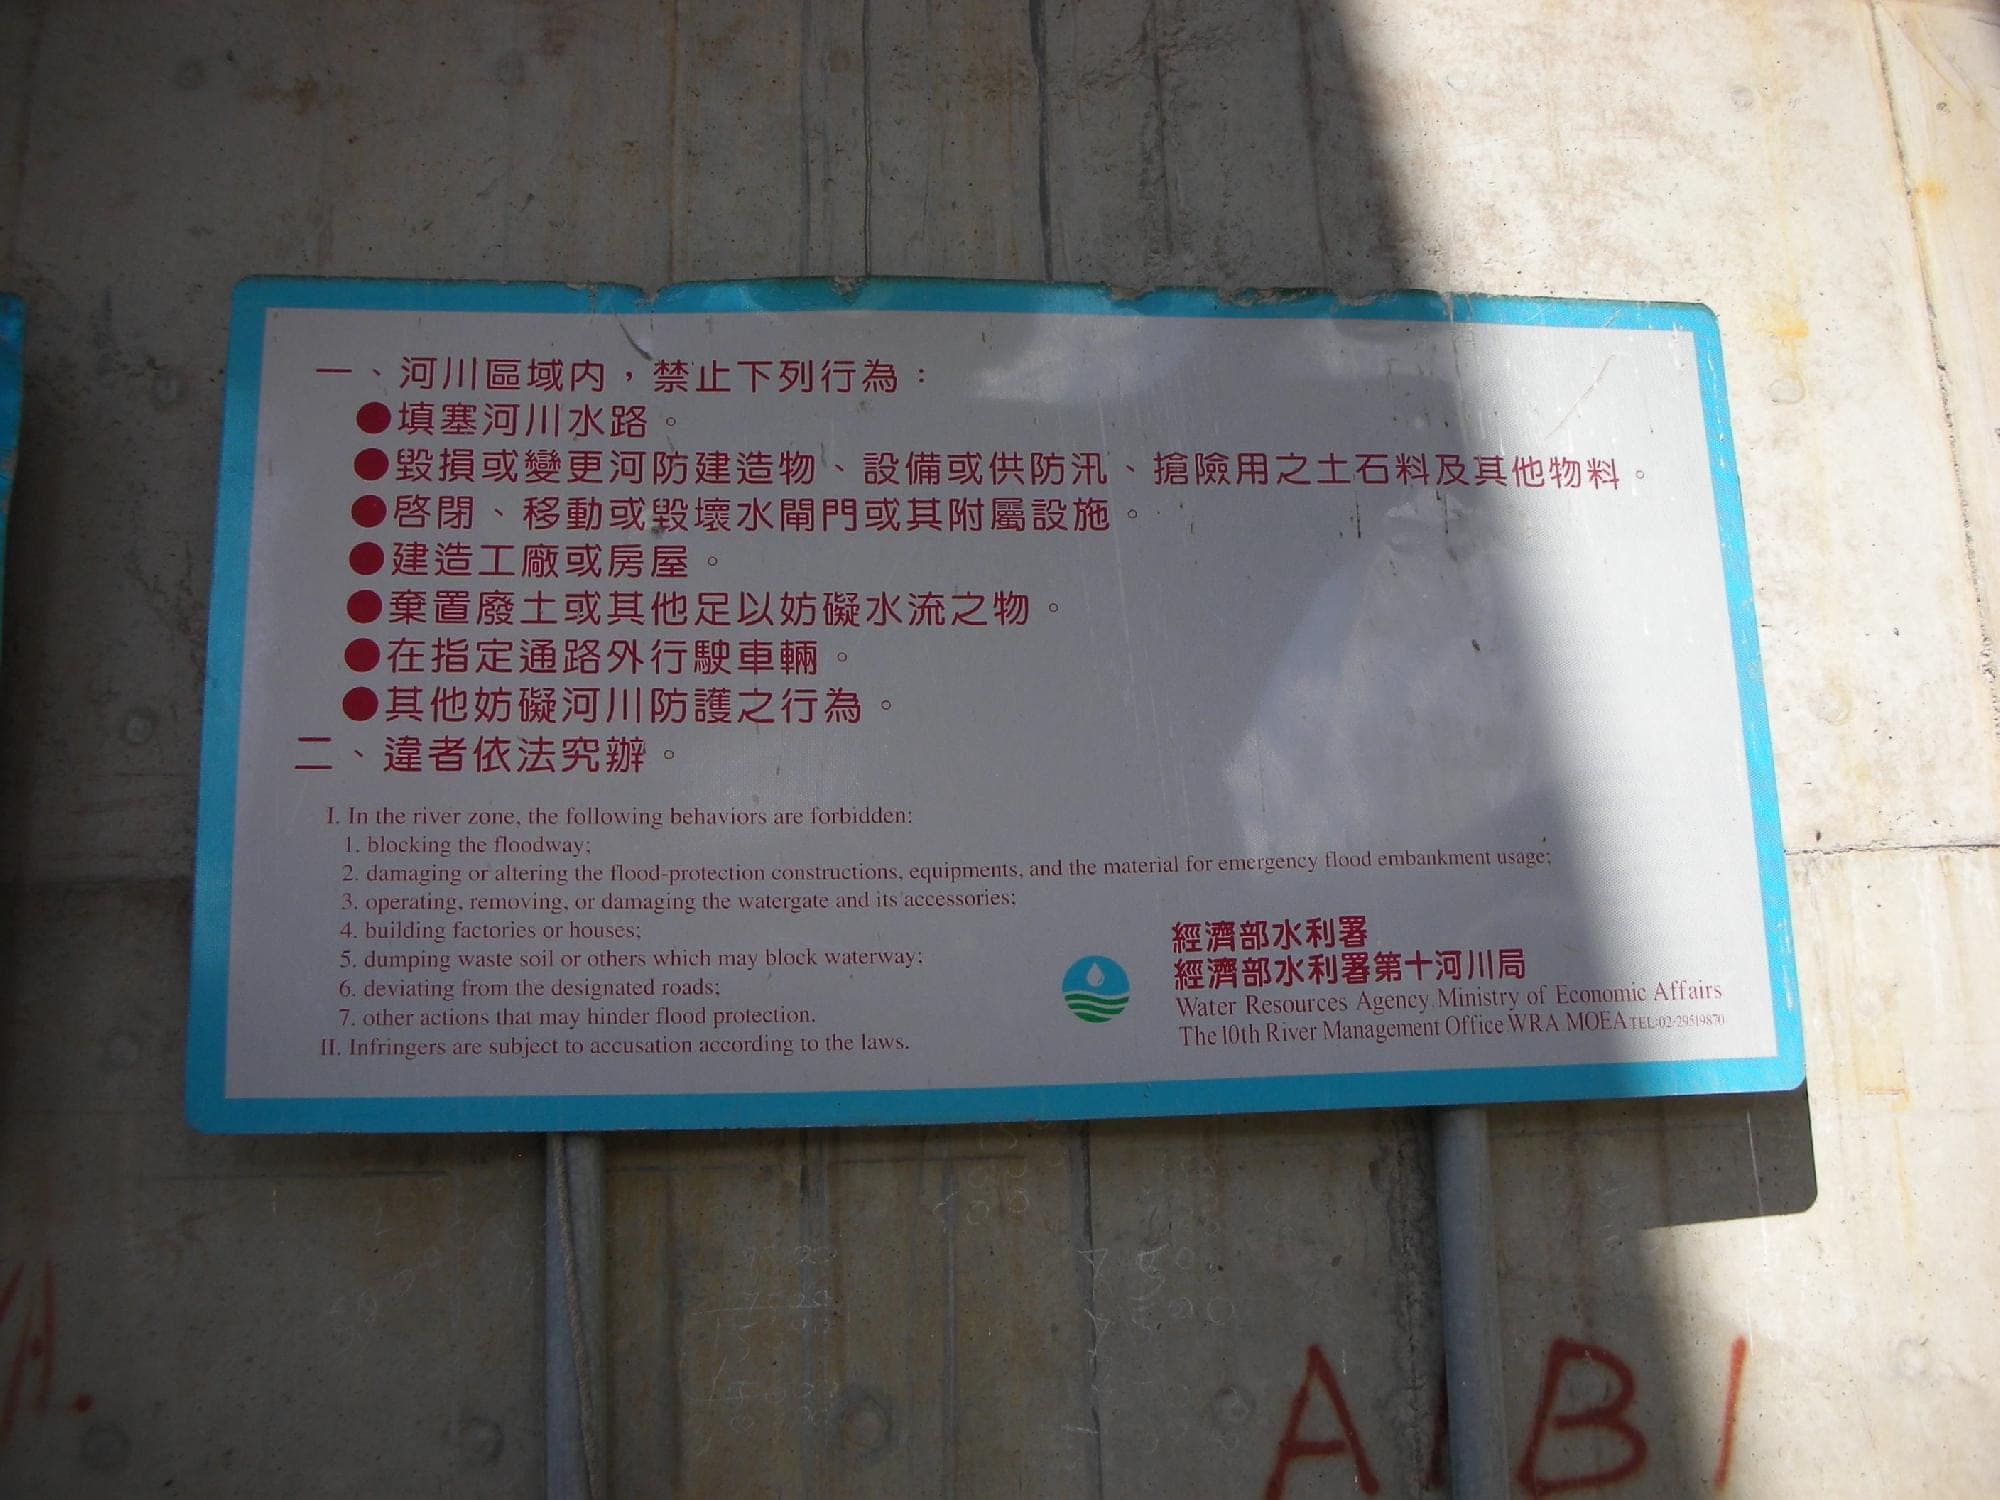 一、河川區域內，禁止下列行為：
●填塞河川水路。
●毀損或變更河防建造物、設備或供防汛、搶險用之土石料及其他物料。
●啓閉、移動或毀壞水閘門或其附屬設施。
●建造工廠或房屋。
●棄置廢土或其他足以妨礙水流之物。
●在指定通路外行駛車輛。
●其他妨礙河川防護之行為。
二、違者依法究辦。
I. In the river zone, the following behaviors are forbidden:
1. blocking the floodway;
2. damaging or altering the flood-protection constructions, equipments, and the material for emergency flood embankment usage;
3. operating, removing, or damaging the watergate and its accessories;
4. building factories or houses;
5. dumping waste soil or others which may block waterway;
6. deviating from the designated roads;
7. other actions that may hinder flood protection.
II. Infringers are subject to accusation according to the laws.
經濟部水利署
經濟部水利署第十河川局
Water Resources Agency, Ministry of Economic Affairs
The 10th River Management Office, WRA, MOEA TEL:02-29519870
A1B1